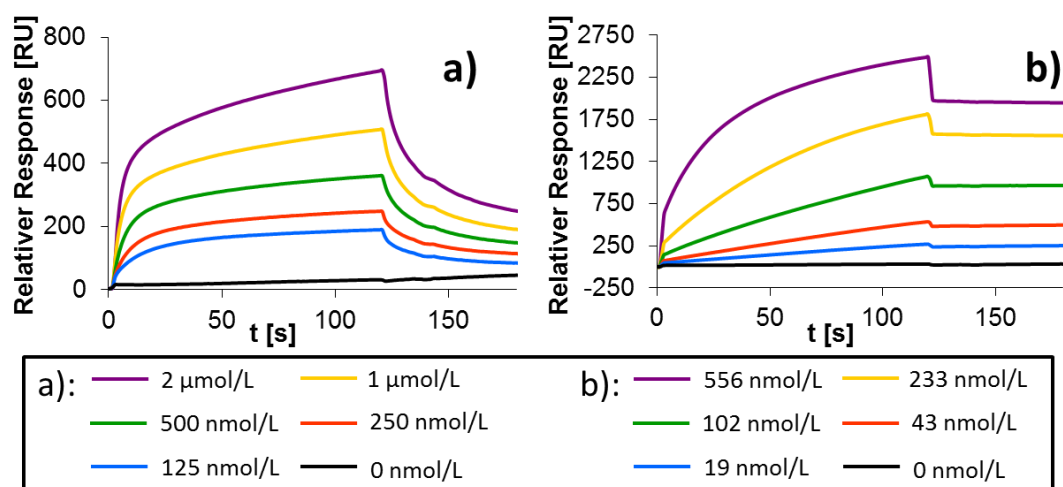 Relativer Response [RU]
800
600
400
200
0
0 50 100 150
t [s]
a)
Relativer Response [RU]
2750
2250
1750
1250
750
250
-250
0 50 100 150
t [s]
b)
a): 2 µmol/L 1 µmol/L
500 nmol/L 250 nmol/L
125 nmol/L 0 nmol/L
b): 556 nmol/L 233 nmol/L
102 nmol/L 43 nmol/L
19 nmol/L 0 nmol/L